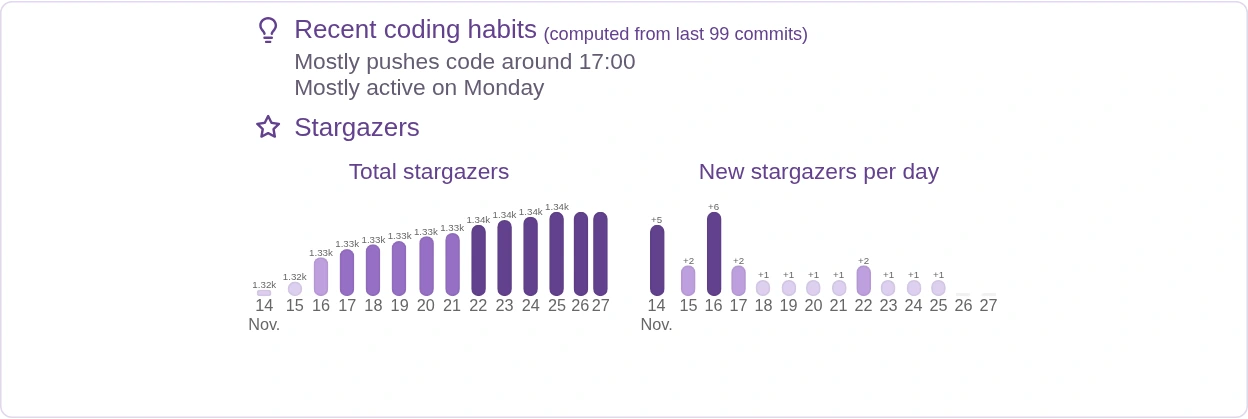 Recent coding habits (computed from last 99 commits)
Mostly pushes code around 17:00
Mostly active on Monday
Stargazers
Total stargazers
1.32k 1.32k 1.33k 1.33k 1.33k 1.33k 1.33k 1.33k 1.34k 1.34k 1.34k 1.34k
14 15 16 17 18 19 20 21 22 23 24 25 26 27
Nov.
New stargazers per day
+5 +2 +6 +2 +1 +1 +1 +1 +2 +1 +1 +1
14 15 16 17 18 19 20 21 22 23 24 25 26 27
Nov.